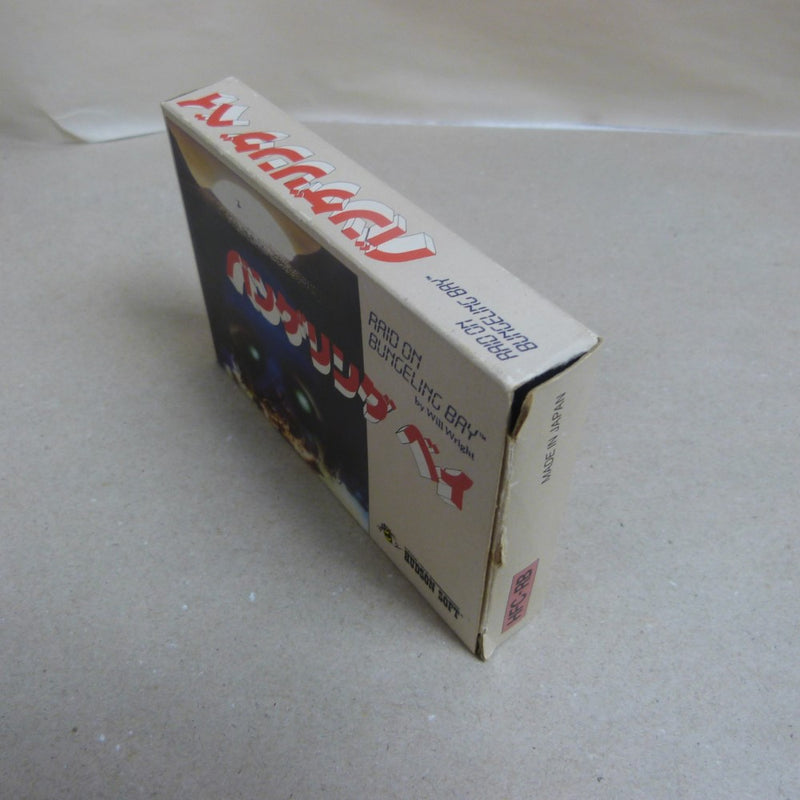 バンゲリング ベイ
RAID ON
BUNGELING BAY™
バンゲリング ベイ
RAID ON
BUNGELING BAY™
by Will Wright
HUDSON SOFT
MADE IN JAPAN
HFC-RB